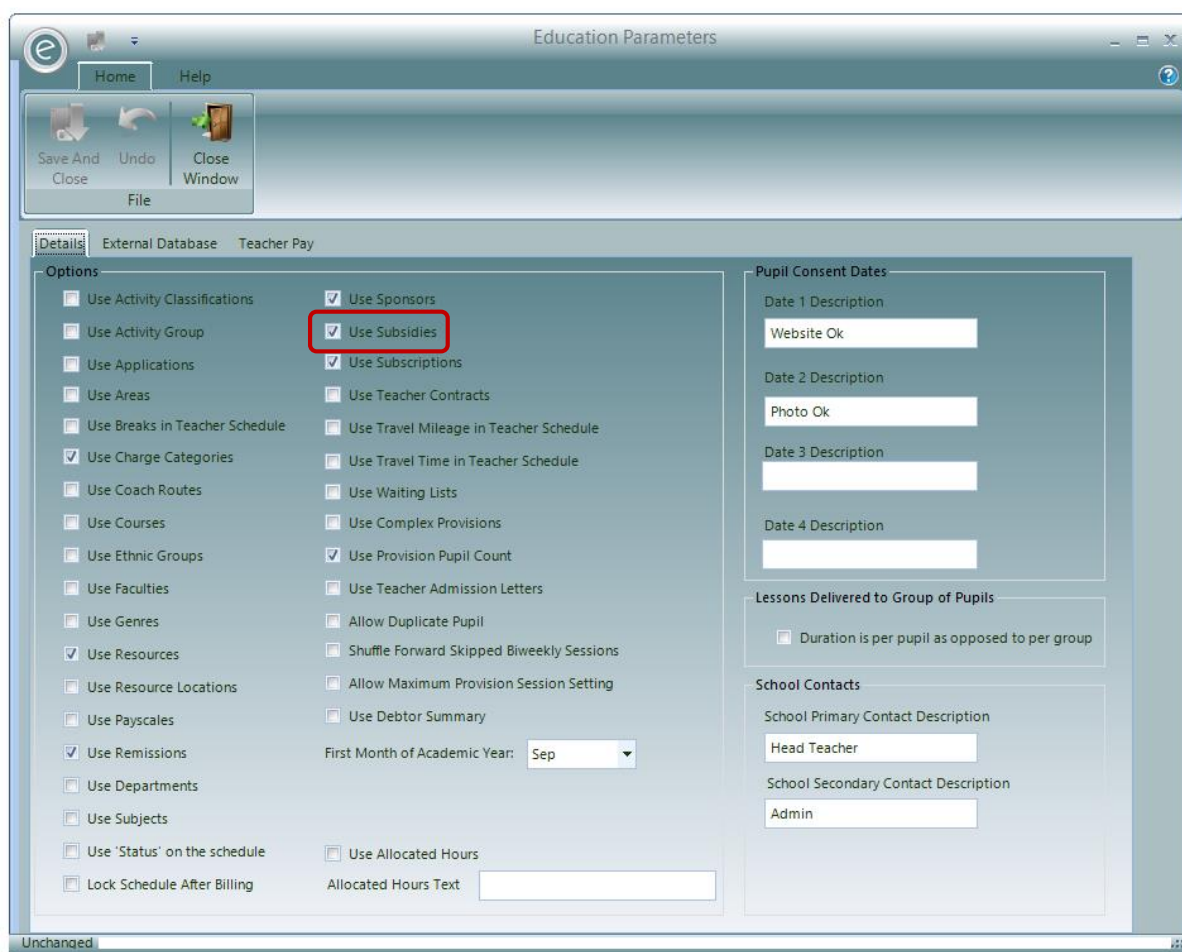 Education Parameters
Home Help
Save And Close
Undo
Close Window
File
Details External Database Teacher Pay
Options
Use Activity Classifications
Use Activity Group
Use Applications
Use Areas
Use Breaks in Teacher Schedule
Use Charge Categories
Use Coach Routes
Use Courses
Use Ethnic Groups
Use Faculties
Use Genres
Use Resources
Use Resource Locations
Use Payscales
Use Remissions
Use Departments
Use Subjects
Use 'Status' on the schedule
Lock Schedule After Billing
Use Sponsors
Use Subsidies
Use Subscriptions
Use Teacher Contracts
Use Travel Mileage in Teacher Schedule
Use Travel Time in Teacher Schedule
Use Waiting Lists
Use Complex Provisions
Use Provision Pupil Count
Use Teacher Admission Letters
Allow Duplicate Pupil
Shuffle Forward Skipped Biweekly Sessions
Allow Maximum Provision Session Setting
Use Debtor Summary
First Month of Academic Year: Sep
Use Allocated Hours
Allocated Hours Text
Pupil Consent Dates
Date 1 Description
Website Ok
Date 2 Description
Photo Ok
Date 3 Description
Date 4 Description
Lessons Delivered to Group of Pupils
Duration is per pupil as opposed to per group
School Contacts
School Primary Contact Description
Head Teacher
School Secondary Contact Description
Admin
Unchanged